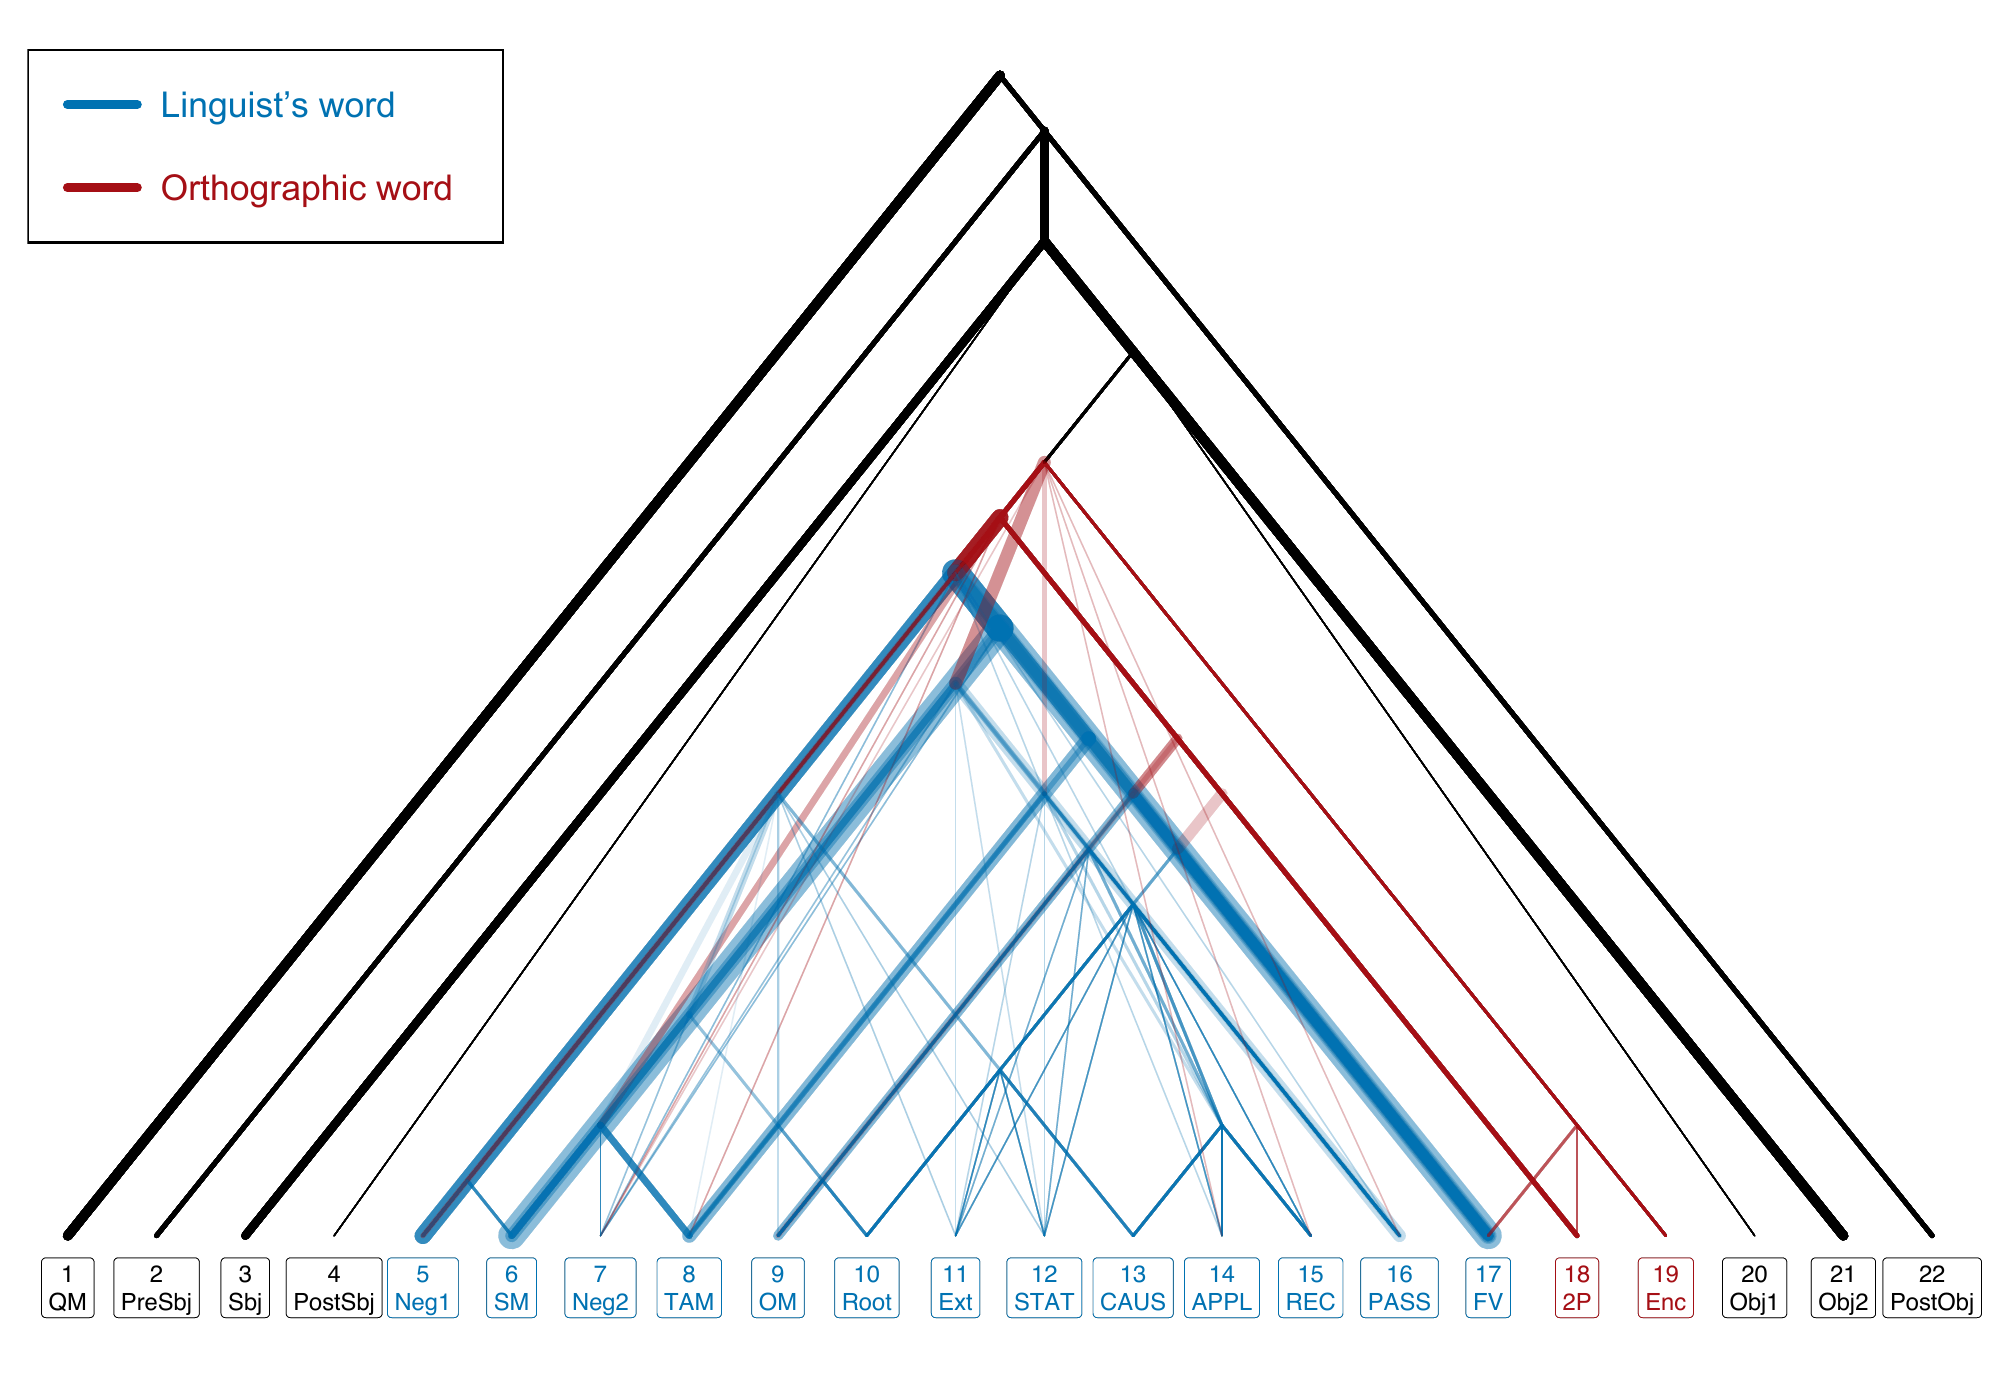 Linguist's word
Orthographic word
1 2 3 4 5 6 7 8 9 10 11 12 13 14 15 16 17 18 19 20 21 22
QM PreSbj Sbj PostSbj Neg1 SM Neg2 TAM OM Root Ext STAT CAUS APPL REC PASS FV 2P Enc Obj1 Obj2 PostObj